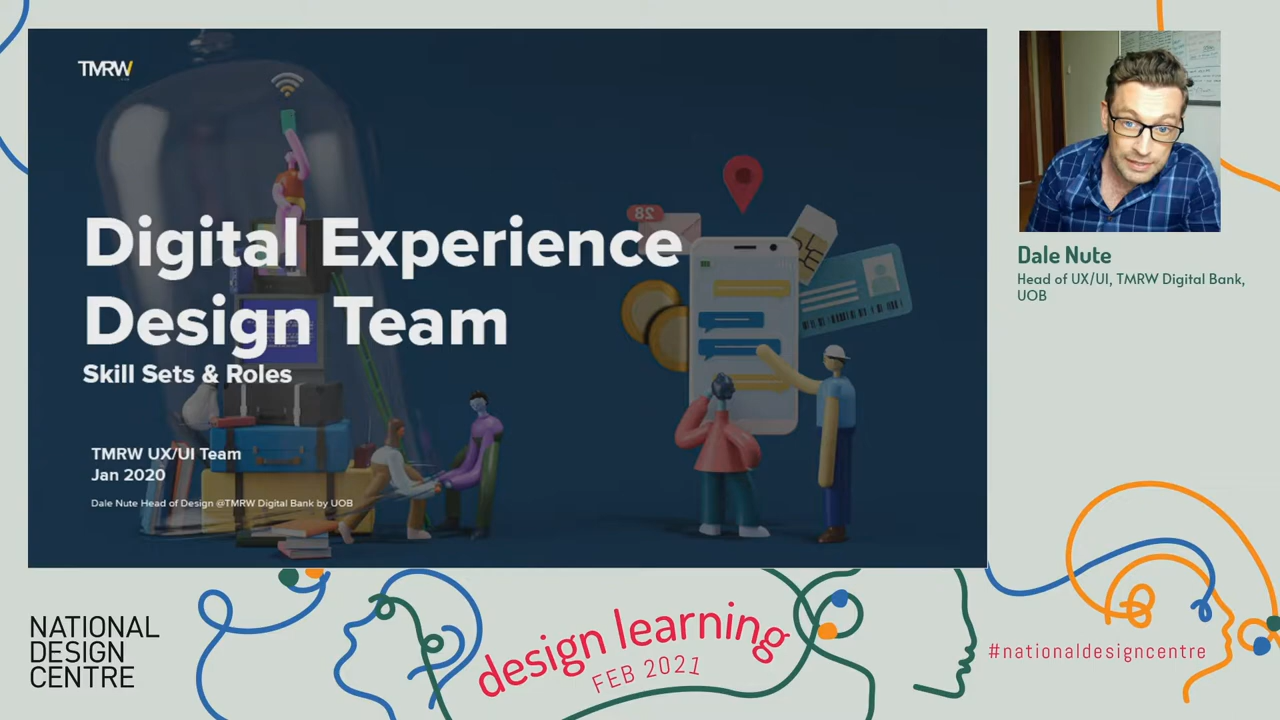 TMRW
Digital Experience
Design Team
Skill Sets & Roles
TMRW UX/UI Team
Jan 2020
Dale Nute Head of Design @TMRW Digital Bank by UOB
28
Dale Nute
Head of UX/UI, TMRW Digital Bank,
UOB
NATIONAL
DESIGN
CENTRE
design learning
FEB 2021
#nationaldesigncentre